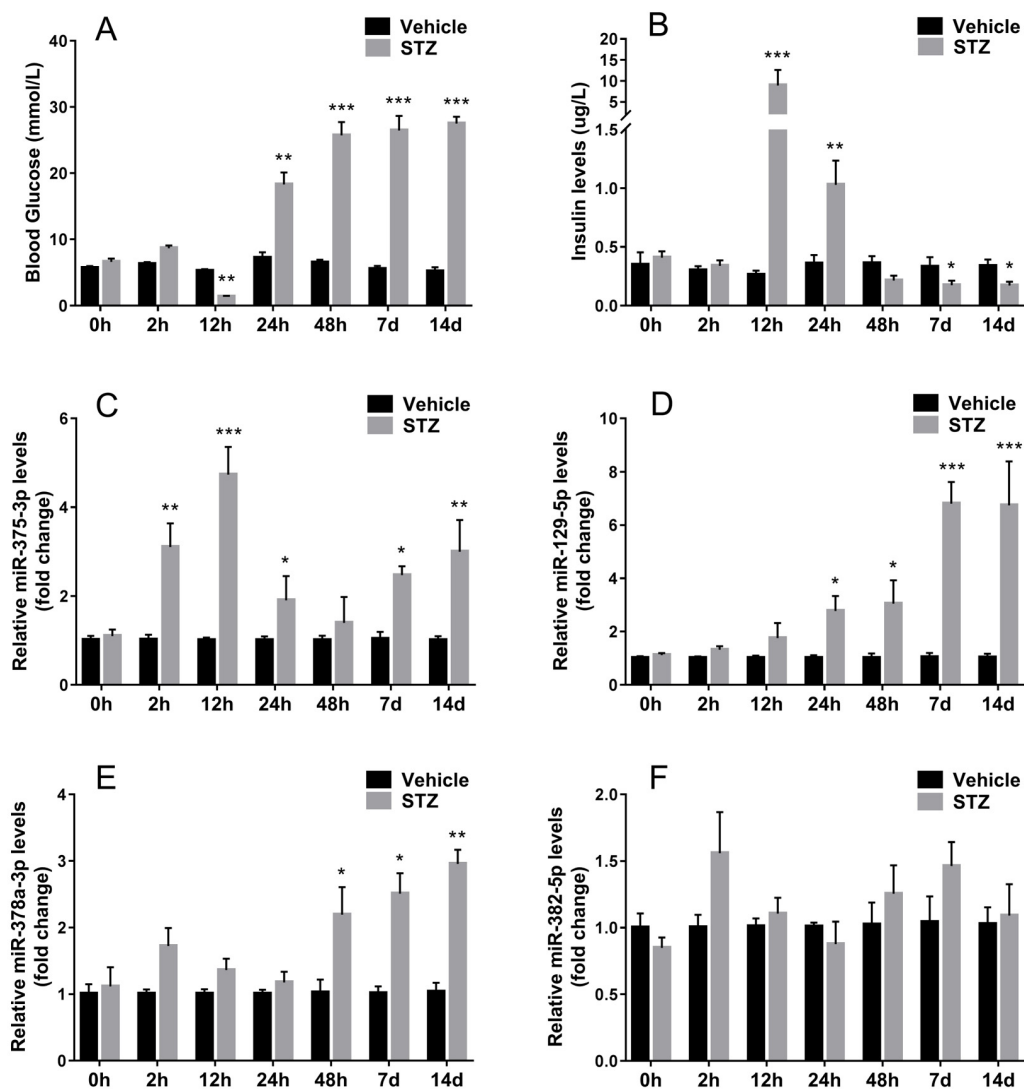 A
Vehicle
STZ
Blood Glucose (mmol/L)
40
30
20
10
0
**
**
***
***
***
0h 2h 12h 24h 48h 7d 14d
B
Vehicle
STZ
Insulin levels (ug/L)
20
15
10
5
1.5
1.0
0.5
0.0
***
**
*
*
0h 2h 12h 24h 48h 7d 14d
C
Vehicle
STZ
Relative miR-375-3p levels
(fold change)
6
4
2
0
**
***
*
*
**
0h 2h 12h 24h 48h 7d 14d
D
Vehicle
STZ
Relative miR-129-5p levels
(fold change)
10
8
6
4
2
0
*
*
***
***
0h 2h 12h 24h 48h 7d 14d
E
Vehicle
STZ
Relative miR-378a-3p levels
(fold change)
4
3
2
1
0
*
*
**
0h 2h 12h 24h 48h 7d 14d
F
Vehicle
STZ
Relative miR-382-5p levels
(fold change)
2.0
1.5
1.0
0.5
0.0
0h 2h 12h 24h 48h 7d 14d